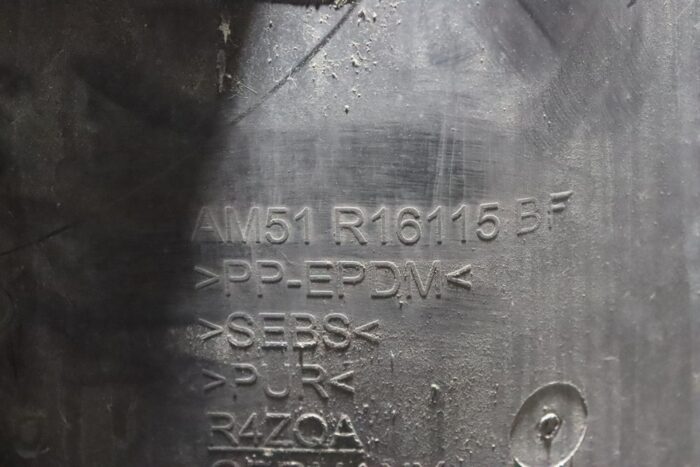 AM51 R16115 BF
>PP-EPDM<
>SEBS<
>PUR<
R4ZQA